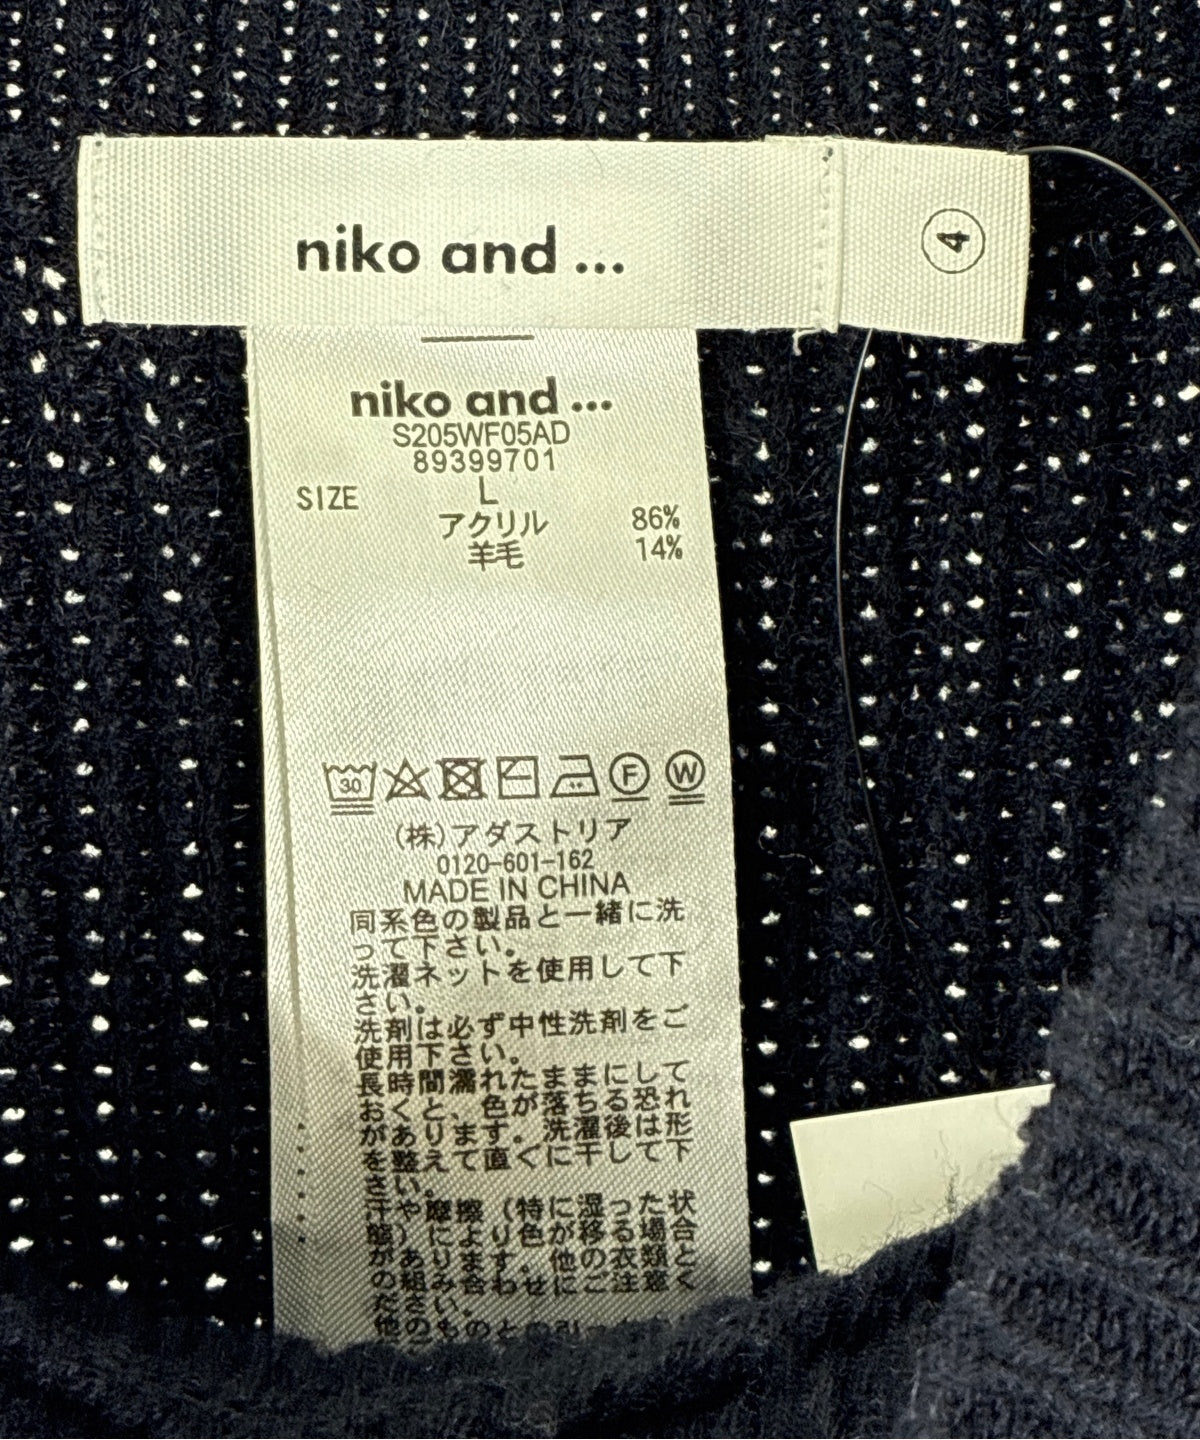 niko and ...
4
niko and ...
S205WF05AD
89399701
SIZE L
アクリル 86%
羊毛 14%
30
F W
(株)アダストリア
0120-601-162
MADE IN CHINA
同系色の製品と一緒に洗
って下さい。
洗濯ネットを使用して下
さい。
洗剤は必ず中性洗剤をご
使用下さい。
長時間濡れたままにして
おくと、色が落ちる恐れ
があります。洗濯後は形
を整えて直ぐに干して下
さい。
汗や摩擦(特に湿った状
態)により色が移る場合
があります。他の衣類と
の組み合わせにご注意く
ださい。
他のものと